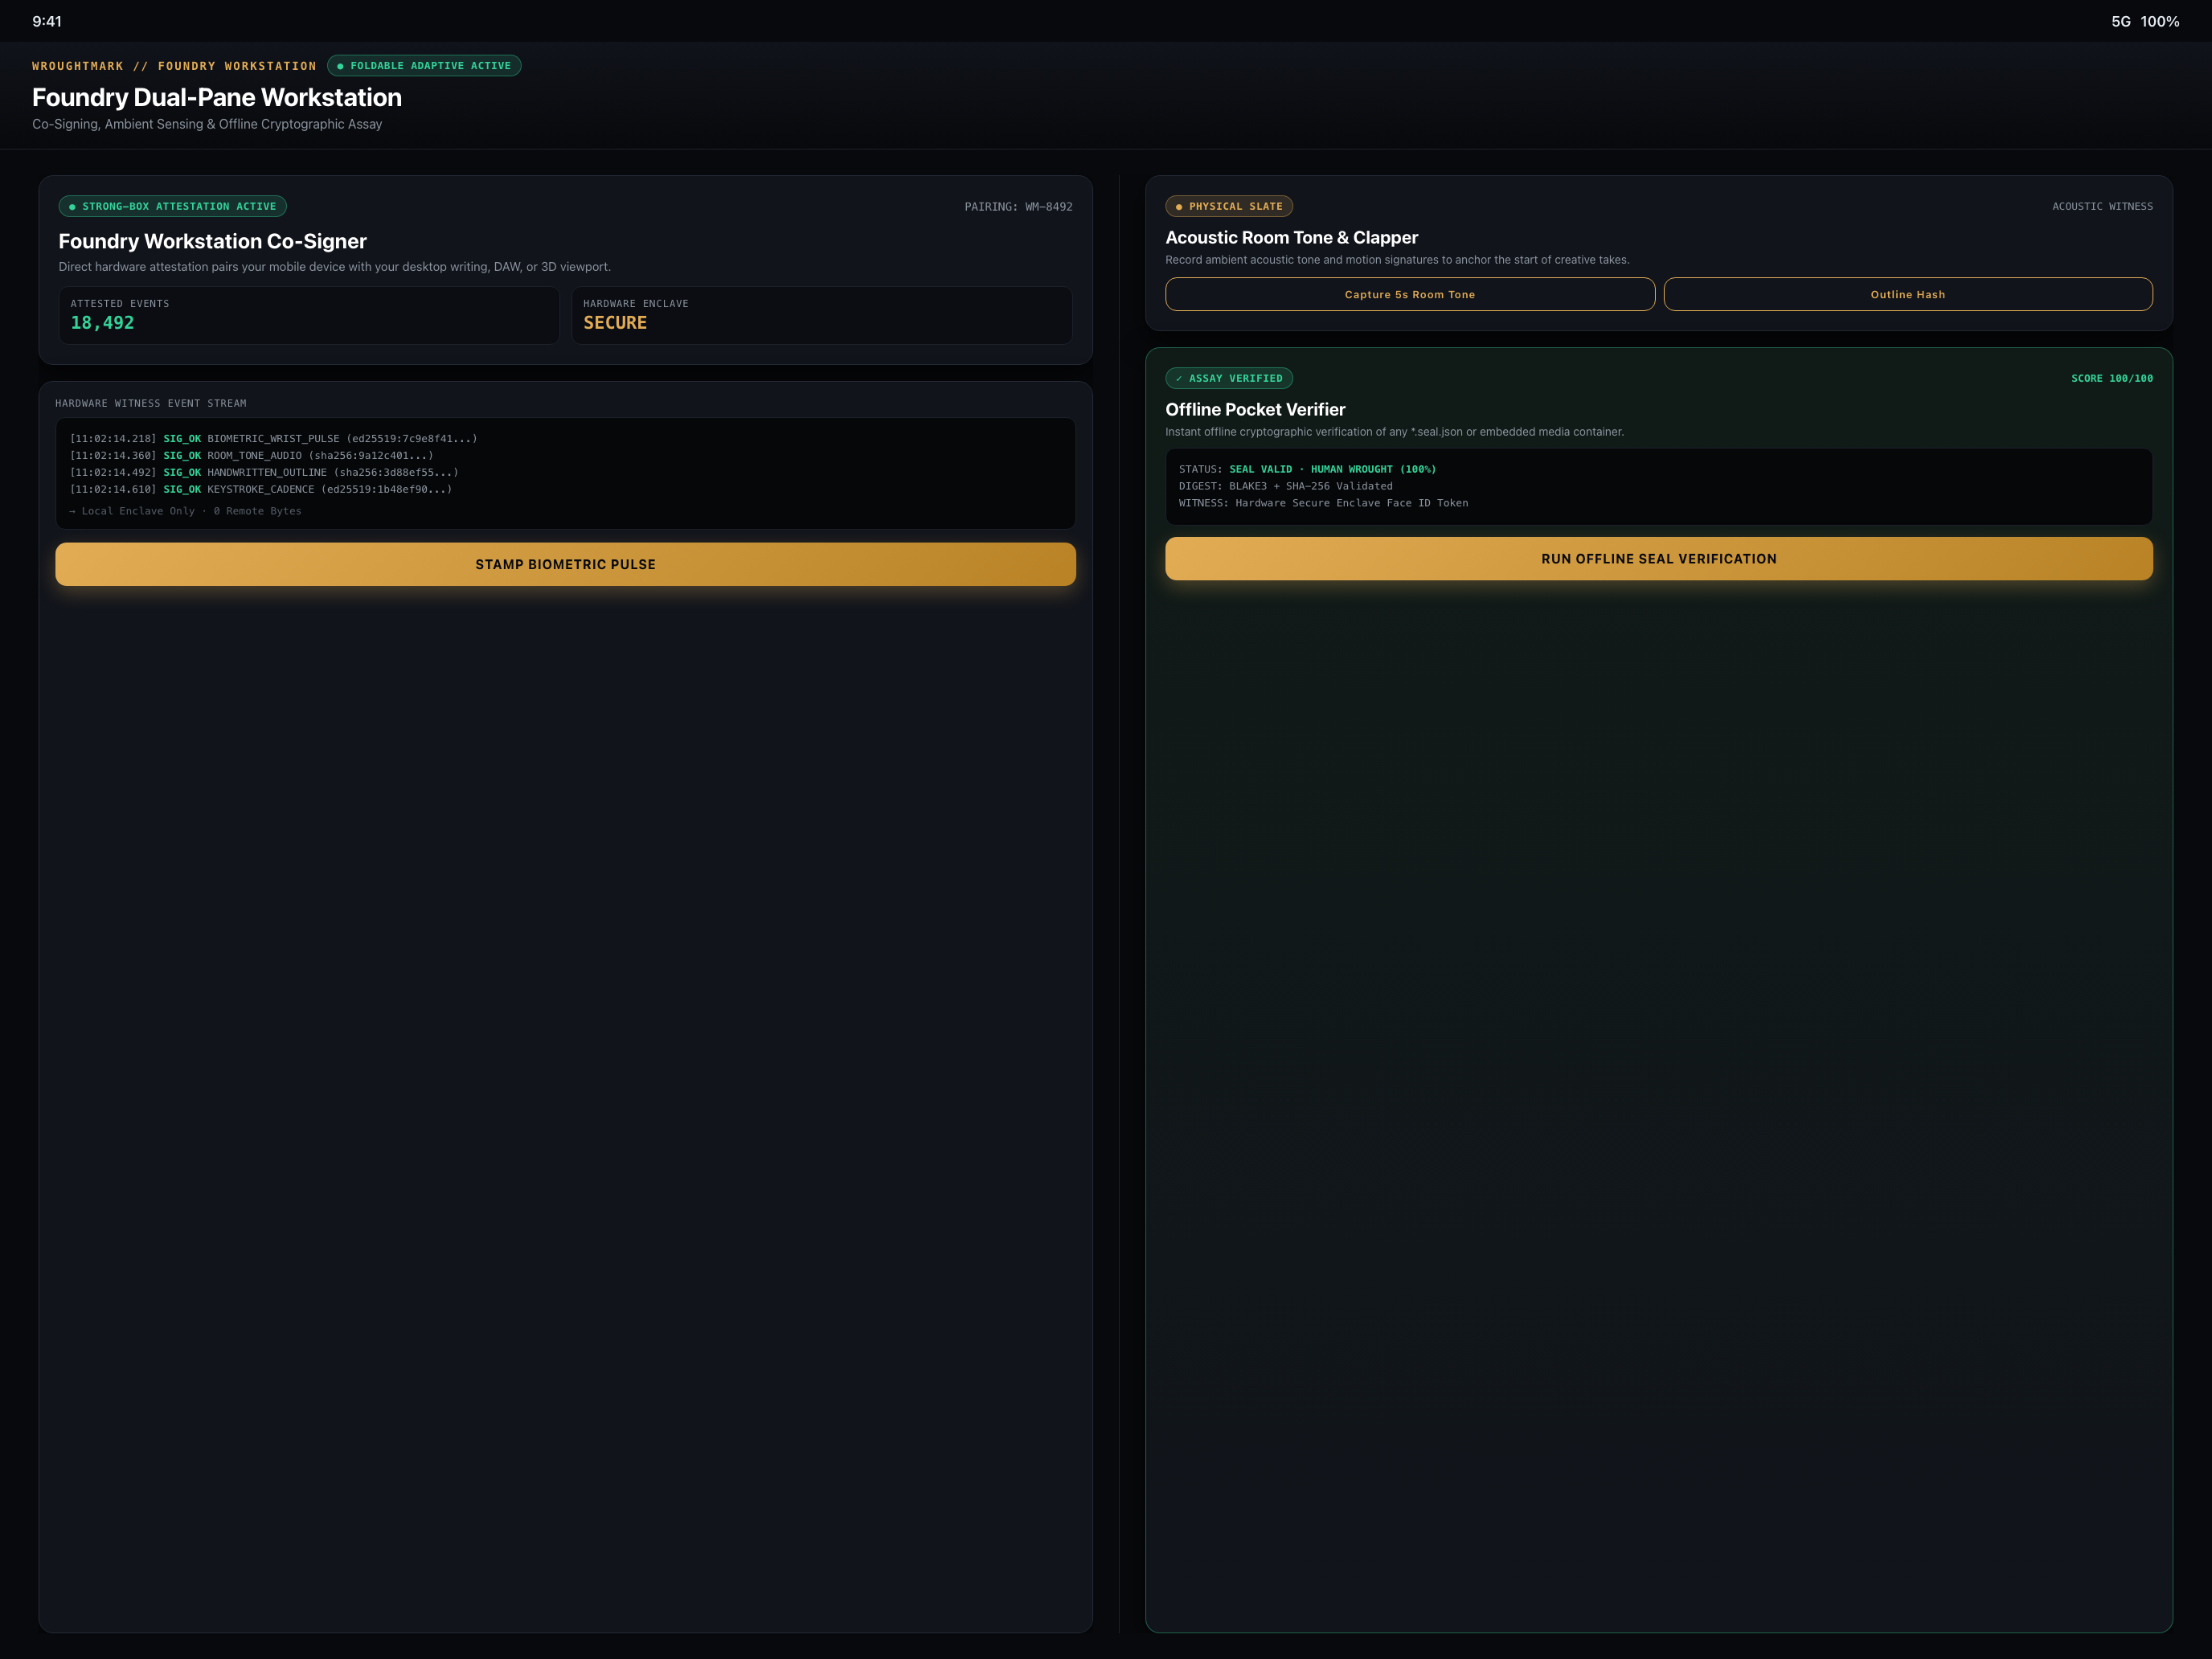 9:41
5G 100%
WROUGHTMARK // FOUNDRY WORKSTATION
● FOLDABLE ADAPTIVE ACTIVE
Foundry Dual-Pane Workstation
Co-Signing, Ambient Sensing & Offline Cryptographic Assay
● STRONG-BOX ATTESTATION ACTIVE
PAIRING: WM-8492
Foundry Workstation Co-Signer
Direct hardware attestation pairs your mobile device with your desktop writing, DAW, or 3D viewport.
ATTESTED EVENTS
18,492
HARDWARE ENCLAVE
SECURE
HARDWARE WITNESS EVENT STREAM
[11:02:14.218] SIG_OK BIOMETRIC_WRIST_PULSE (ed25519:7c9e8f41...)
[11:02:14.360] SIG_OK ROOM_TONE_AUDIO (sha256:9a12c401...)
[11:02:14.492] SIG_OK HANDWRITTEN_OUTLINE (sha256:3d88ef55...)
[11:02:14.610] SIG_OK KEYSTROKE_CADENCE (ed25519:1b48ef90...)
→ Local Enclave Only · 0 Remote Bytes
STAMP BIOMETRIC PULSE
● PHYSICAL SLATE
ACOUSTIC WITNESS
Acoustic Room Tone & Clapper
Record ambient acoustic tone and motion signatures to anchor the start of creative takes.
Capture 5s Room Tone
Outline Hash
✓ ASSAY VERIFIED
SCORE 100/100
Offline Pocket Verifier
Instant offline cryptographic verification of any *.seal.json or embedded media container.
STATUS: SEAL VALID · HUMAN WROUGHT (100%)
DIGEST: BLAKE3 + SHA-256 Validated
WITNESS: Hardware Secure Enclave Face ID Token
RUN OFFLINE SEAL VERIFICATION